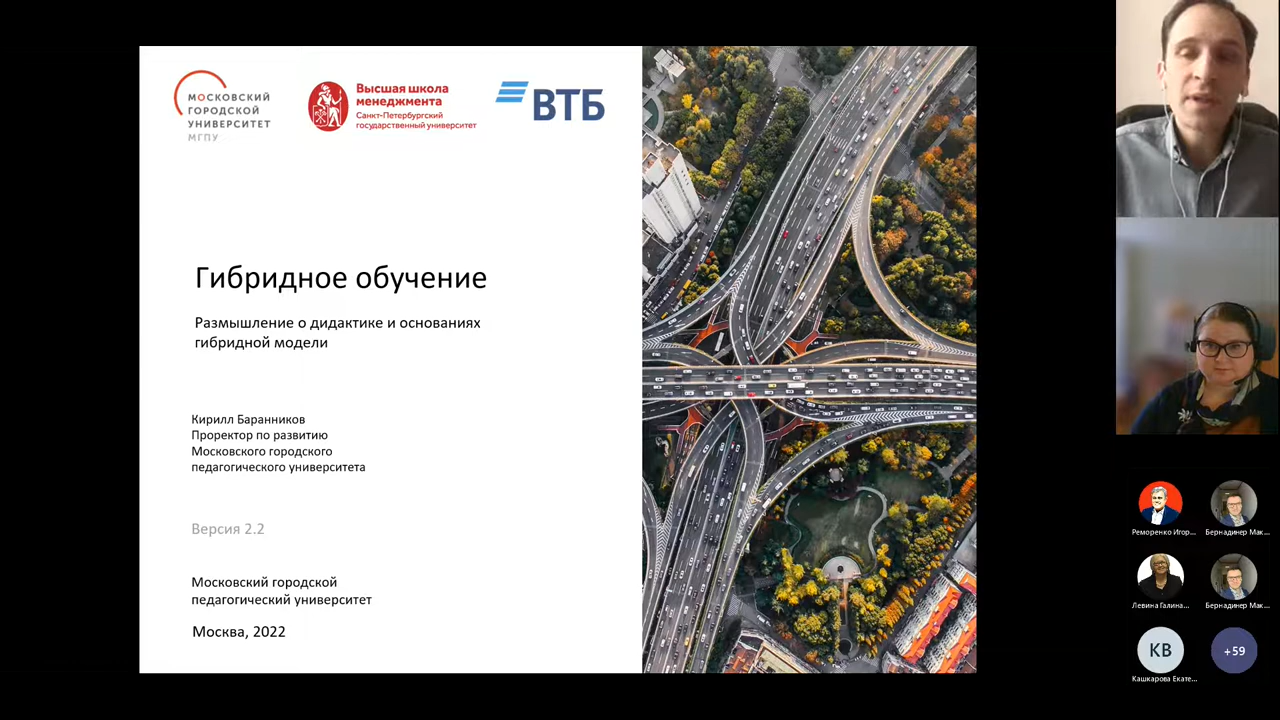 МОСКОВСКИЙ
ГОРОДСКОЙ
УНИВЕРСИТЕТ
МГПУ
Высшая школа
менеджмента
Санкт-Петербургский
государственный университет
ВТБ
Гибридное обучение
Размышление о дидактике и основаниях
гибридной модели
Кирилл Баранников
Проректор по развитию
Московского городского
педагогического университета
Версия 2.2
Московский городской
педагогический университет
Москва, 2022
Реморенко Игор...
Бернадинер Мак...
Левина Галина...
Бернадинер Мак...
КВ
+59
Кашкарова Екате...